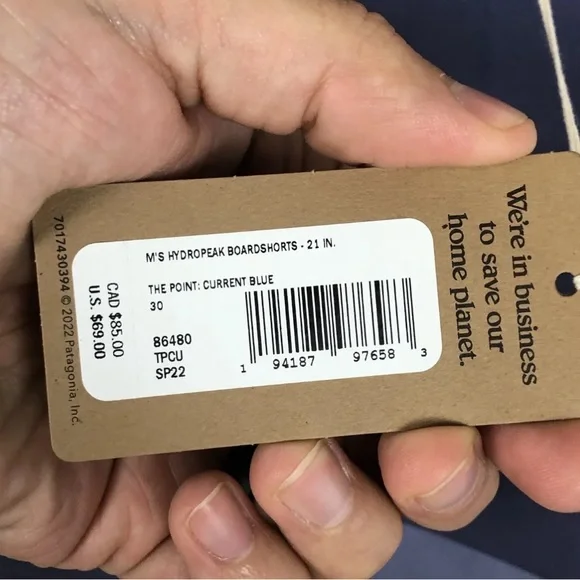 M'S HYDROPEAK BOARDSHORTS - 21 IN.
THE POINT: CURRENT BLUE
30
86480
TPCU
SP22
1 94187 97658 3
CAD $85.00
U.S. $69.00
7017430394 © 2022 Patagonia, Inc.
We're in business
to save our
home planet.